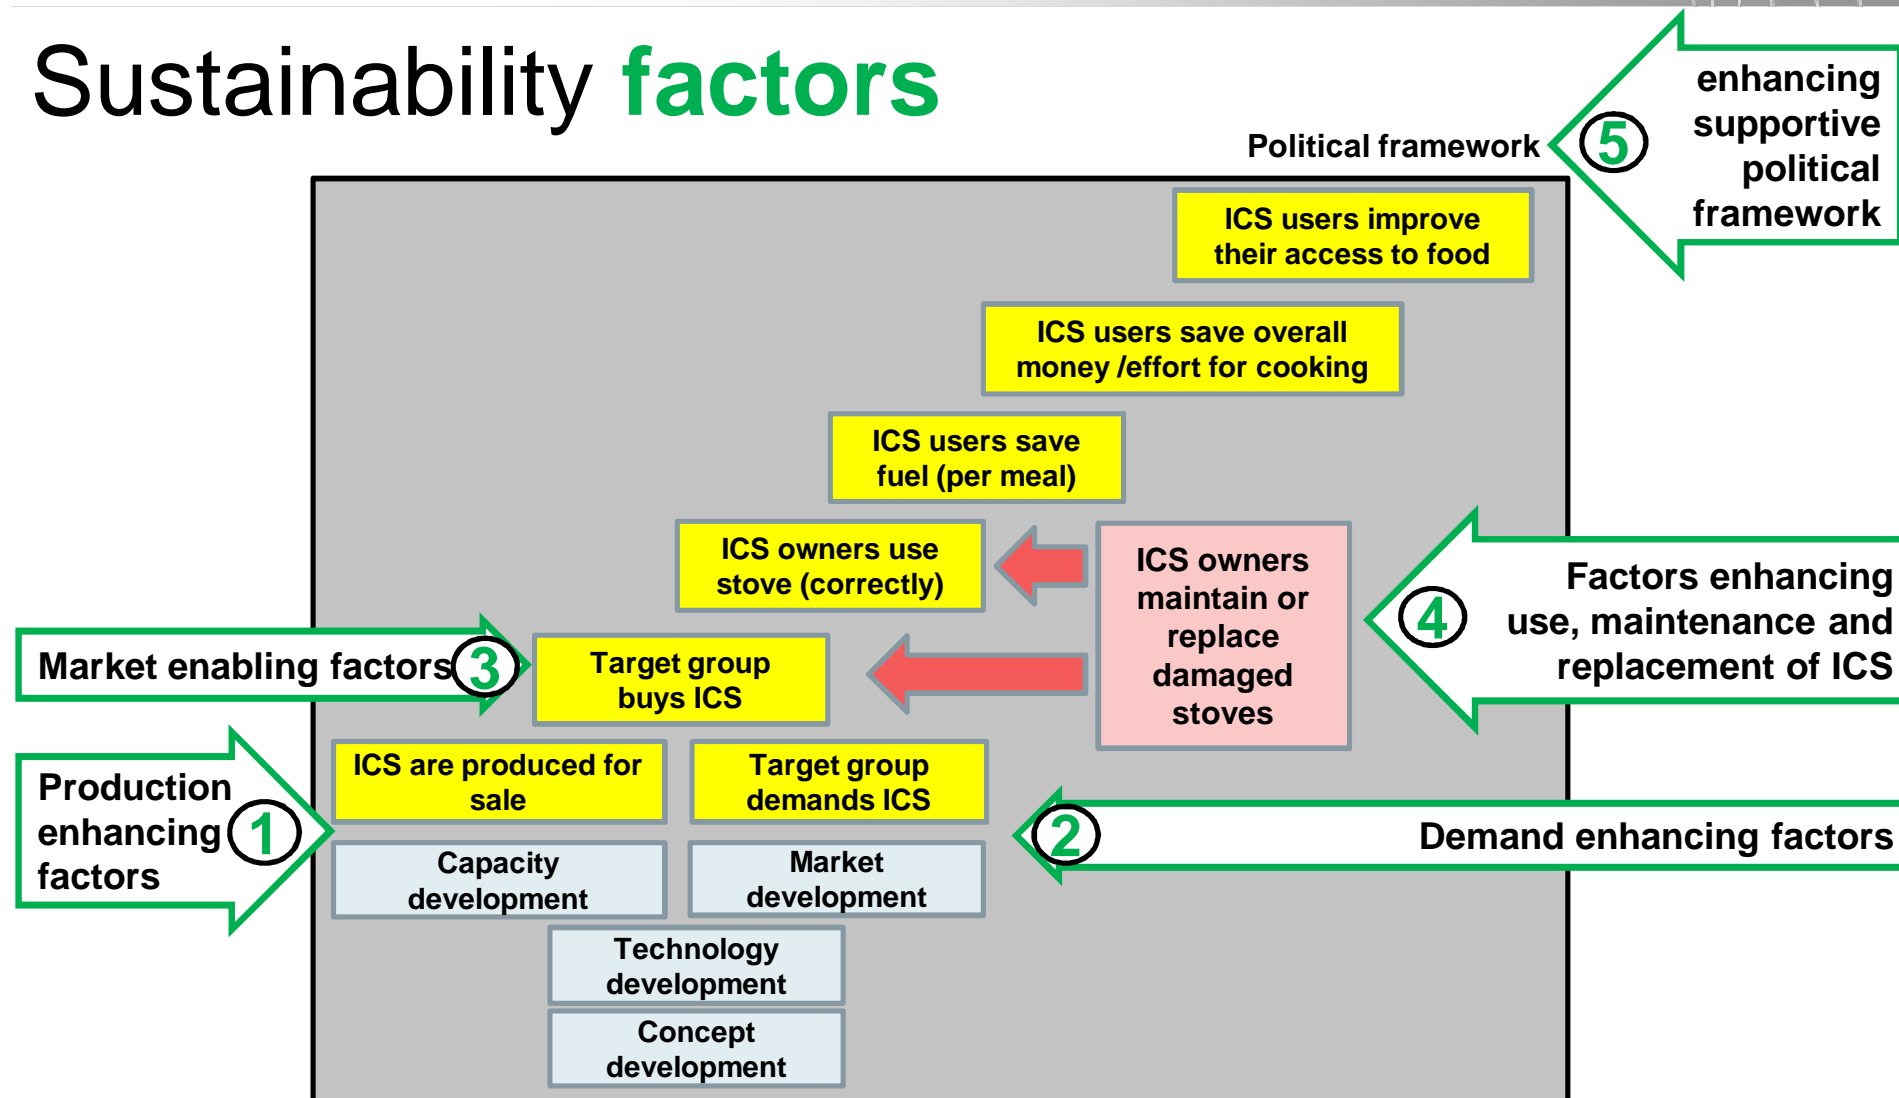 Sustainability factors
enhancing
supportive
political
framework
5
Political framework
ICS users improve
their access to food
ICS users save overall
money /effort for cooking
ICS users save
fuel (per meal)
ICS owners use
stove (correctly)
ICS owners
maintain or
replace
damaged
stoves
4
Factors enhancing
use, maintenance and
replacement of ICS
Market enabling factors
3
Target group
buys ICS
Production
enhancing
factors
1
ICS are produced for
sale
Target group
demands ICS
2
Demand enhancing factors
Capacity
development
Market
development
Technology
development
Concept
development